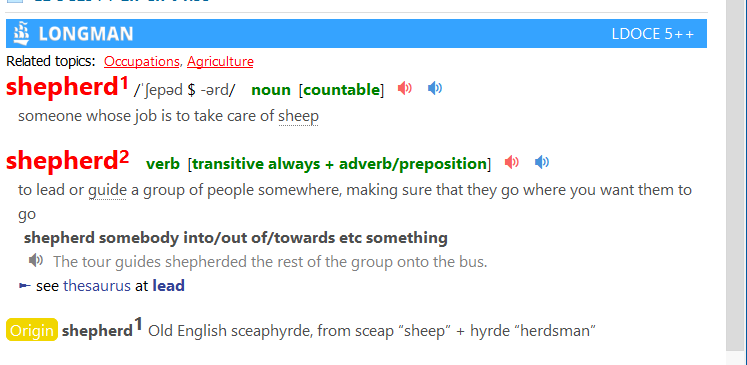 LONGMAN LDOCE 5++
Related topics: Occupations, Agriculture
shepherd1 /ˈʃepəd $ -ərd/ noun [countable]
someone whose job is to take care of sheep
shepherd2 verb [transitive always + adverb/preposition]
to lead or guide a group of people somewhere, making sure that they go where you want them to
go
shepherd somebody into/out of/towards etc something
The tour guides shepherded the rest of the group onto the bus.
► see thesaurus at lead
Origin shepherd1 Old English sceaphyrde, from sceap “sheep” + hyrde “herdsman”